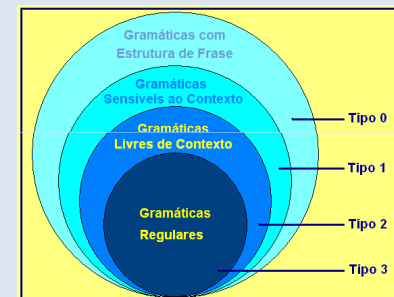 Gramáticas com
Estrutura de Frase
Gramáticas
Sensíveis ao Contexto
Gramáticas
Livres de Contexto
Gramáticas
Regulares
Tipo 0
Tipo 1
Tipo 2
Tipo 3